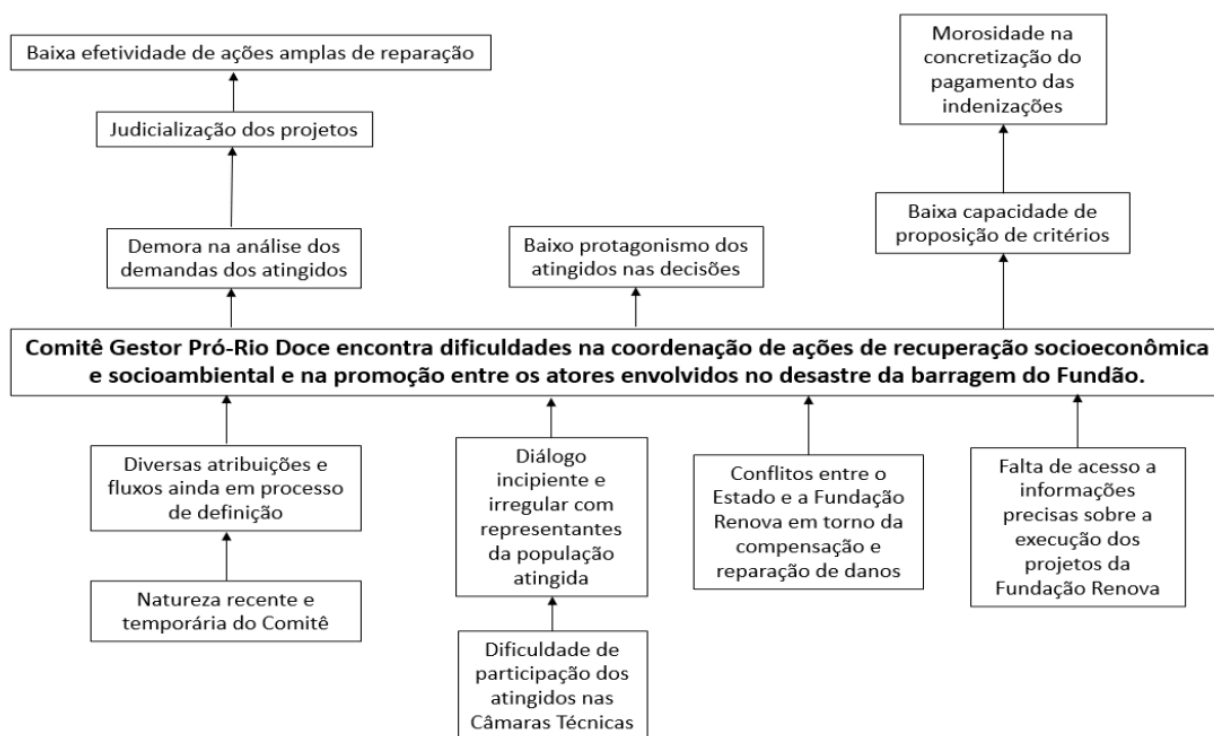 Baixa efetividade de ações amplas de reparação
Judicialização dos projetos
Demora na análise dos
demandas dos atingidos
Baixo protagonismo dos
atingidos nas decisões
Morosidade na
concretização do
pagamento das
indenizações
Baixa capacidade de
proposição de critérios
Comitê Gestor Pró-Rio Doce encontra dificuldades na coordenação de ações de recuperação socioeconômica
e socioambiental e na promoção entre os atores envolvidos no desastre da barragem do Fundão.
Diversas atribuições e
fluxos ainda em processo
de definição
Natureza recente e
temporária do Comitê
Diálogo
incipiente e
irregular com
representantes
da população
atingida
Dificuldade de
participação dos
atingidos nas
Câmaras Técnicas
Conflitos entre o
Estado e a Fundação
Renova em torno da
compensação e
reparação de danos
Falta de acesso a
informações
precisas sobre a
execução dos
projetos da
Fundação Renova